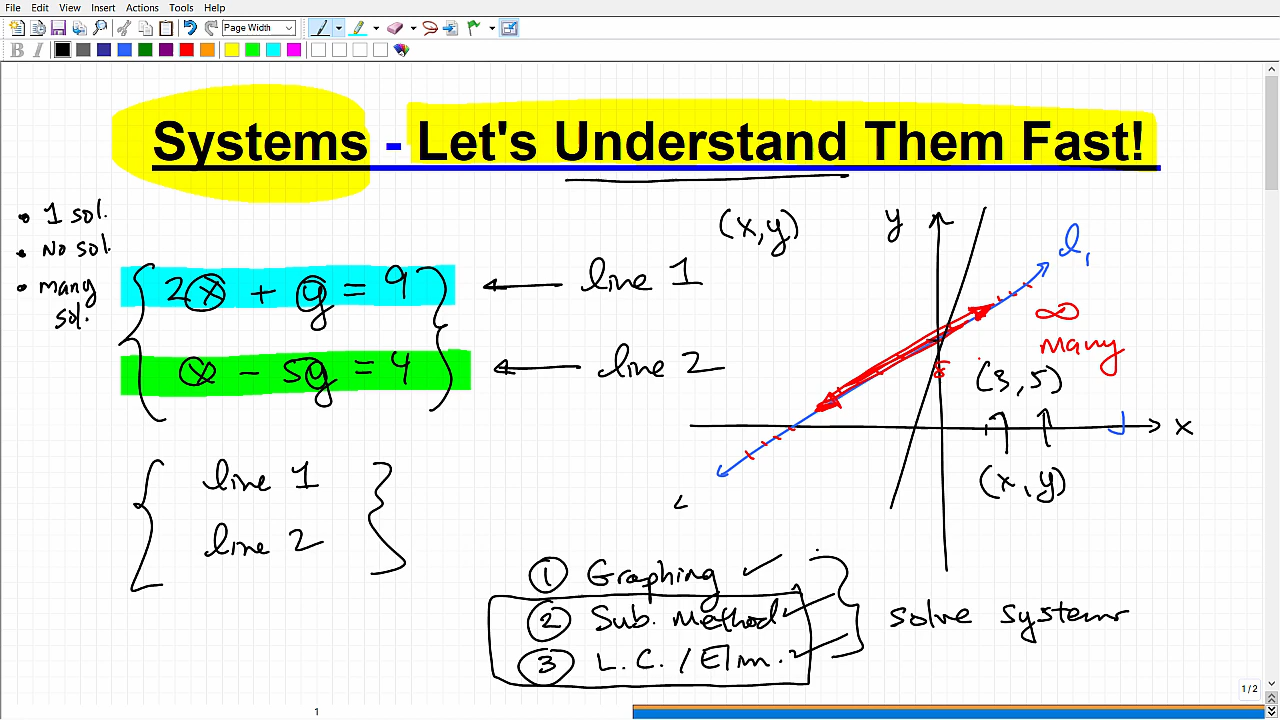 File Edit View Insert Actions Tools Help
Page Width
B I
Systems - Let's Understand Them Fast!
• 1 sol.
• No sol.
• many sol.
2x + y = 9 ← line 1
x - 5y = 4 ← line 2
line 1
line 2
(x,y)
y
l₁
∞
Many
(3,5)
x
(x,y)
① Graphing ✓
② Sub. Method ✓
③ L.C. / Elim. ✓
solve systems
1/2
1